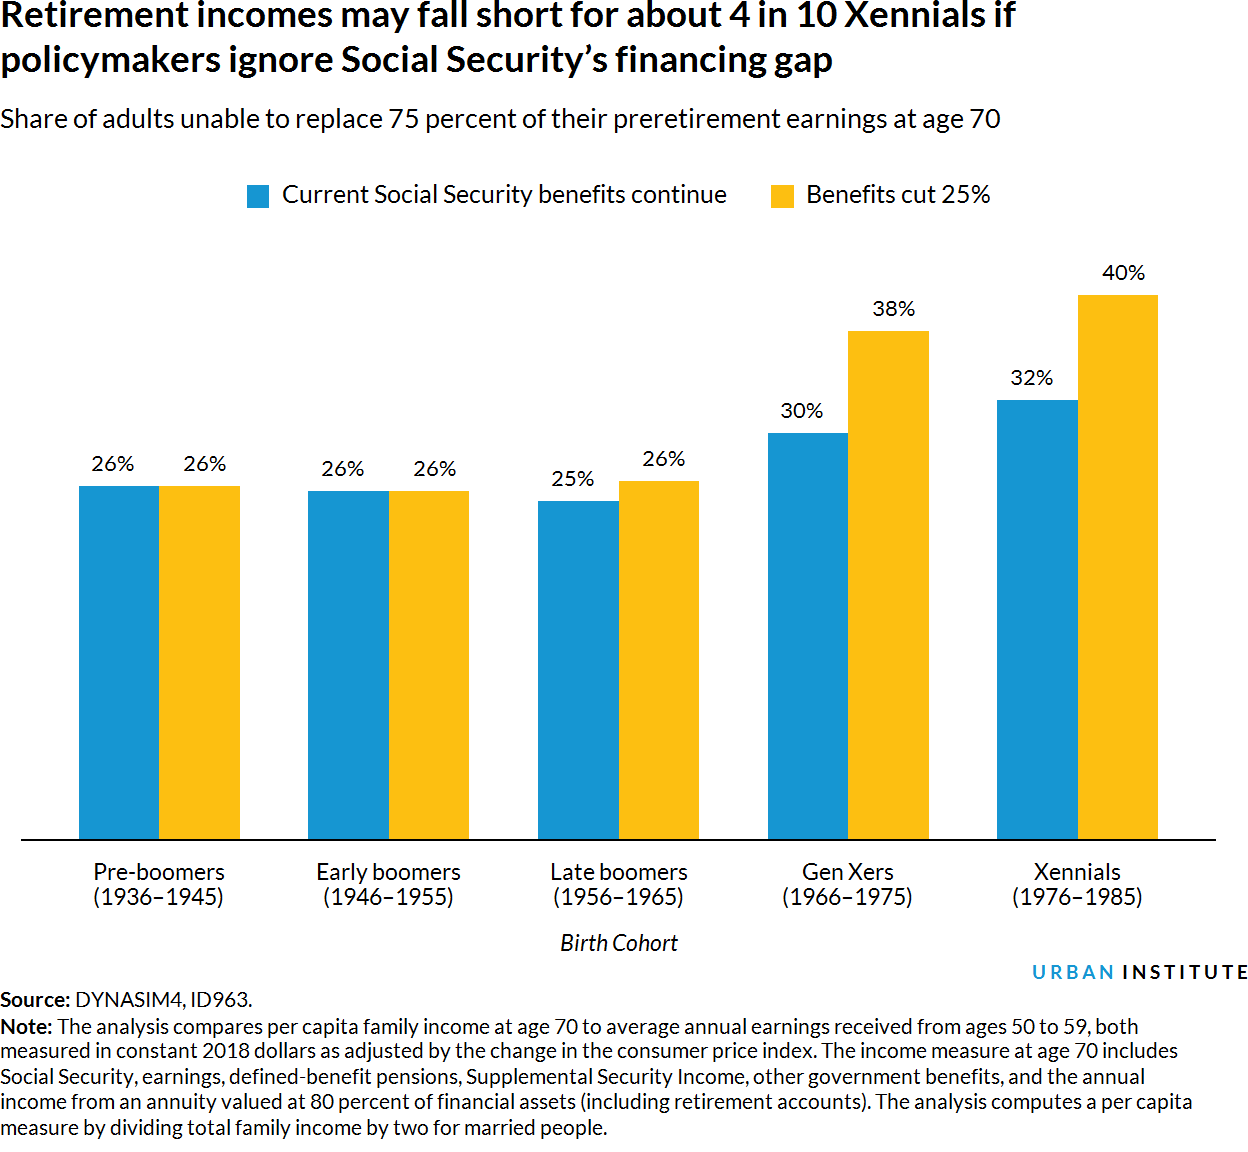 Retirement incomes may fall short for about 4 in 10 Xennials if
policymakers ignore Social Security’s financing gap
Share of adults unable to replace 75 percent of their preretirement earnings at age 70
Current Social Security benefits continue
Benefits cut 25%
26%
26%
26%
26%
25%
26%
30%
38%
32%
40%
Pre-boomers
(1936–1945)
Early boomers
(1946–1955)
Late boomers
(1956–1965)
Gen Xers
(1966–1975)
Xennials
(1976–1985)
Birth Cohort
URBAN INSTITUTE
Source: DYNASIM4, ID963.
Note: The analysis compares per capita family income at age 70 to average annual earnings received from ages 50 to 59, both
measured in constant 2018 dollars as adjusted by the change in the consumer price index. The income measure at age 70 includes
Social Security, earnings, defined-benefit pensions, Supplemental Security Income, other government benefits, and the annual
income from an annuity valued at 80 percent of financial assets (including retirement accounts). The analysis computes a per capita
measure by dividing total family income by two for married people.